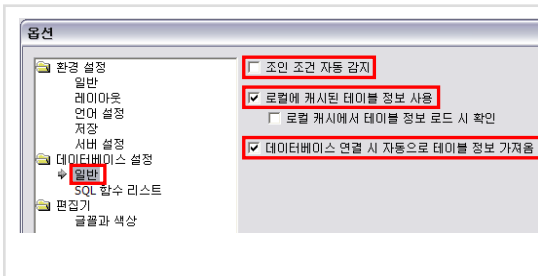 옵션
환경 설정
일반
레이아웃
언어 설정
저장
서버 설정
데이터베이스 설정
일반
SQL 함수 리스트
편집기
글꼴과 색상
조인 조건 자동 감지
로컬에 캐시된 테이블 정보 사용
로컬 캐시에서 테이블 정보 로드 시 확인
데이터베이스 연결 시 자동으로 테이블 정보 가져옴